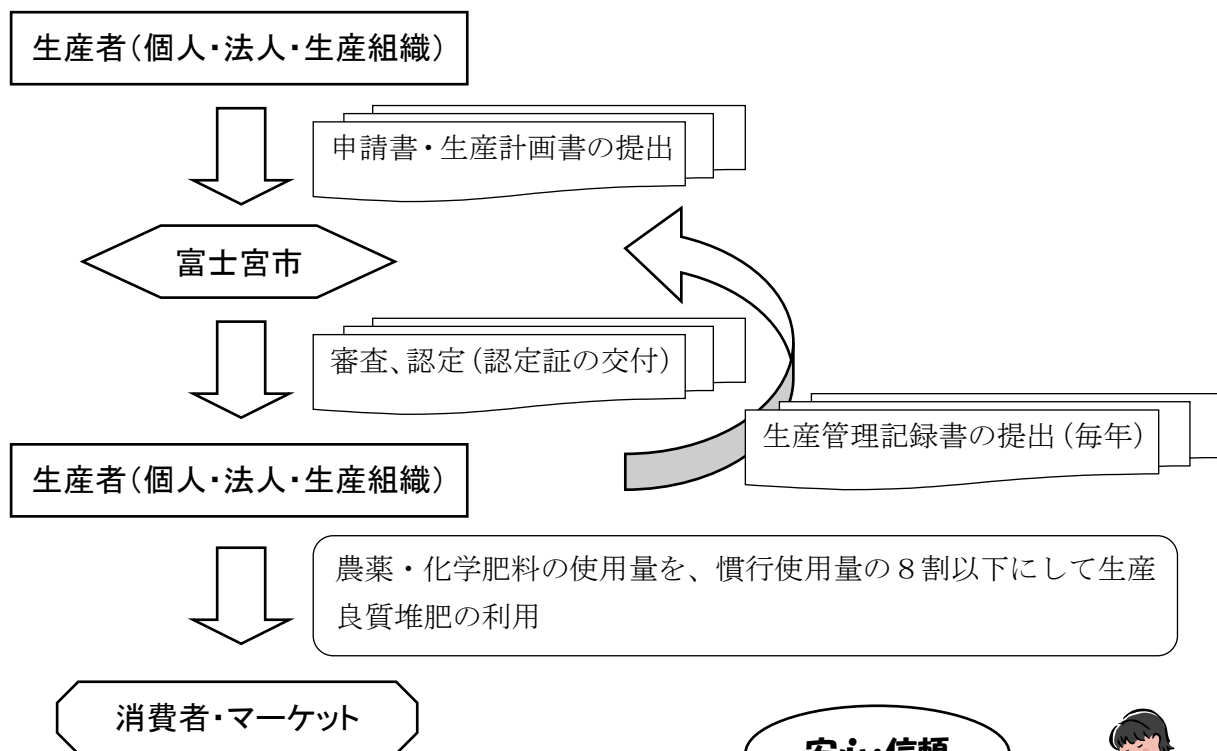 生産者(個人・法人・生産組織)
申請書・生産計画書の提出
富士宮市
審査、認定(認定証の交付)
生産管理記録書の提出(毎年)
生産者(個人・法人・生産組織)
農薬・化学肥料の使用量を、慣行使用量の8割以下にして生産
良質堆肥の利用
消費者・マーケット
安心・信頼